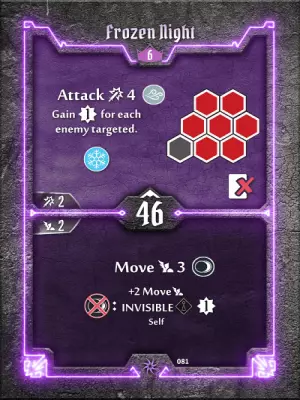 Frozen Night
6
Attack 4
Gain 1 for each
enemy targeted.
2
46
2
Move 3
+2 Move
: INVISIBLE 1
Self
081